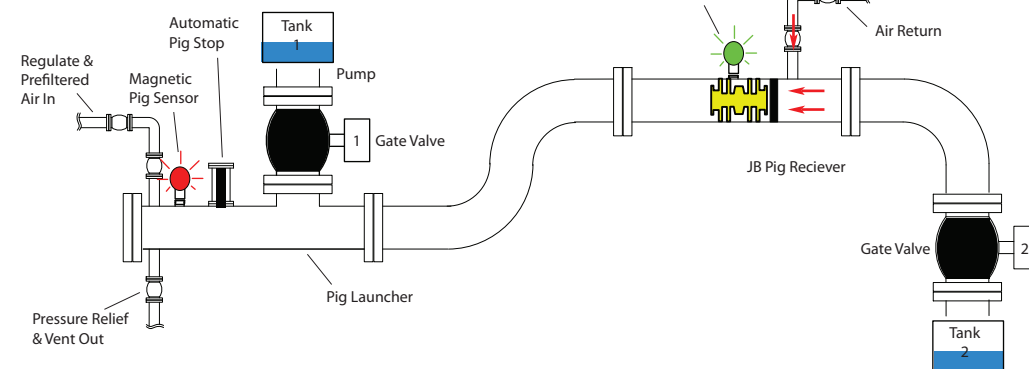 Automatic
Pig Stop
Tank
1
Air Return
Regulate &
Prefiltered
Air In
Magnetic
Pig Sensor
Pump
1
Gate Valve
JB Pig Reciever
Gate Valve
2
Pig Launcher
Pressure Relief
& Vent Out
Tank
2